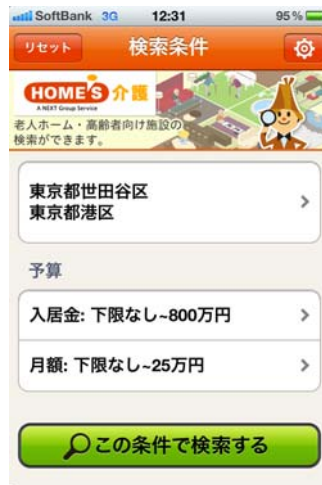 SoftBank 3G 12:31 95%
リセット 検索条件
HOME'S 介護
A NEXT Group Service
老人ホーム・高齢者向け施設の
検索ができます。
東京都世田谷区
東京都港区
予算
入居金: 下限なし~800万円
月額: 下限なし~25万円
この条件で検索する